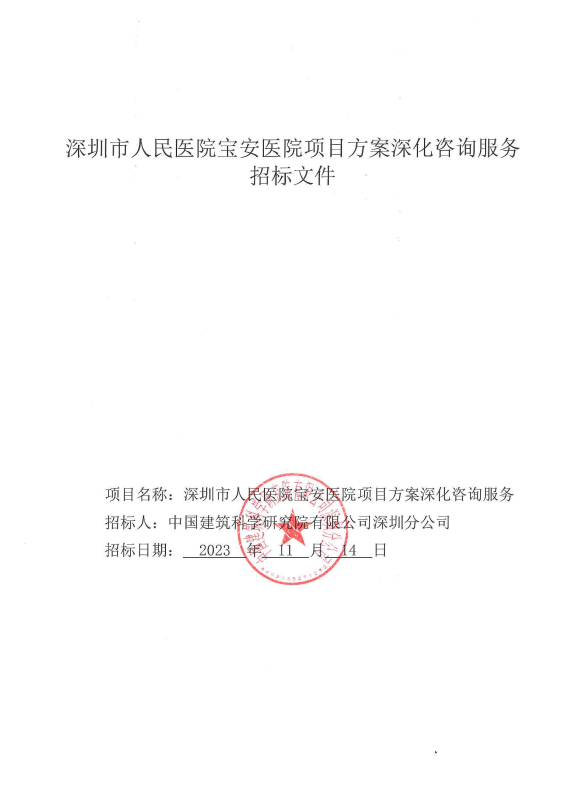 深圳市人民医院宝安医院项目方案深化咨询服务
招标文件
项目名称：深圳市人民医院宝安医院项目方案深化咨询服务
招标人：中国建筑科学研究院有限公司深圳分公司
招标日期： 2023 年 11 月 14 日